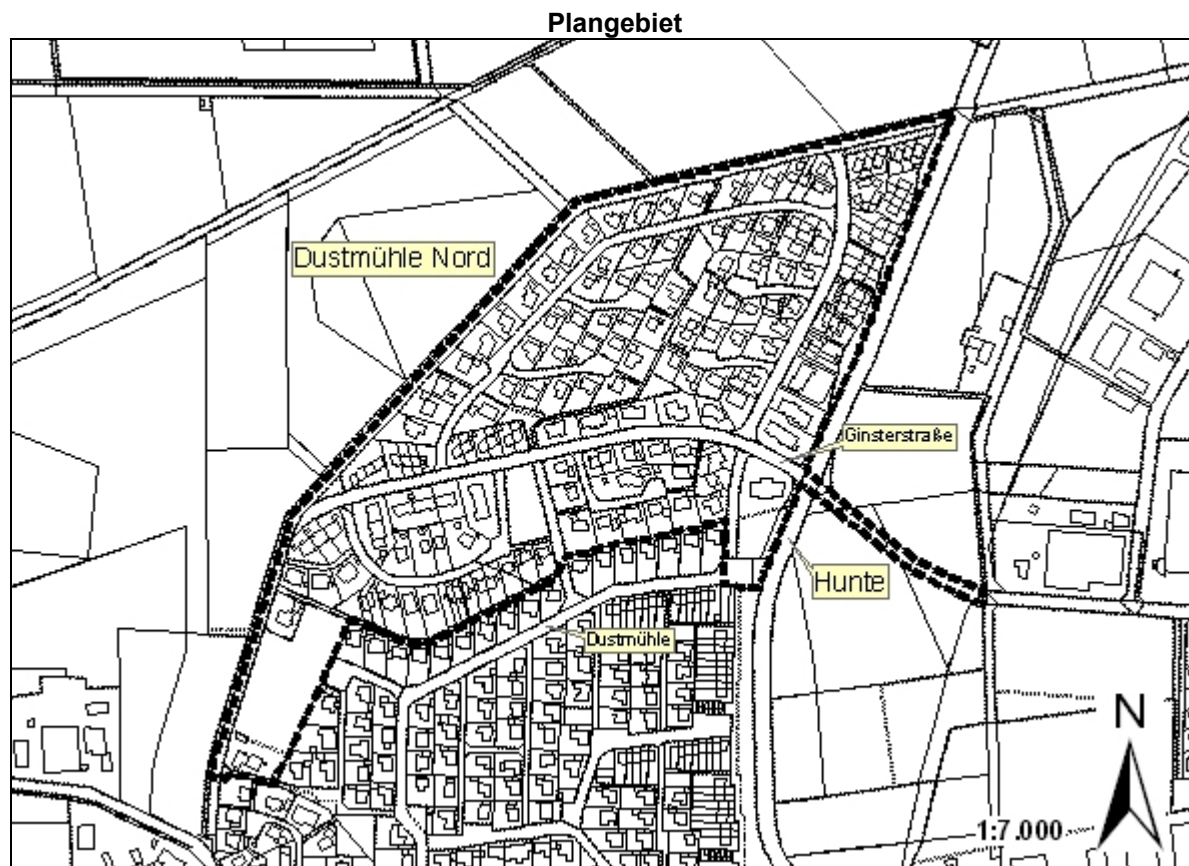 Plangebiet
Dustmühle Nord
Ginsterstraße
Hunte
Dustmühle
N
1:7.000